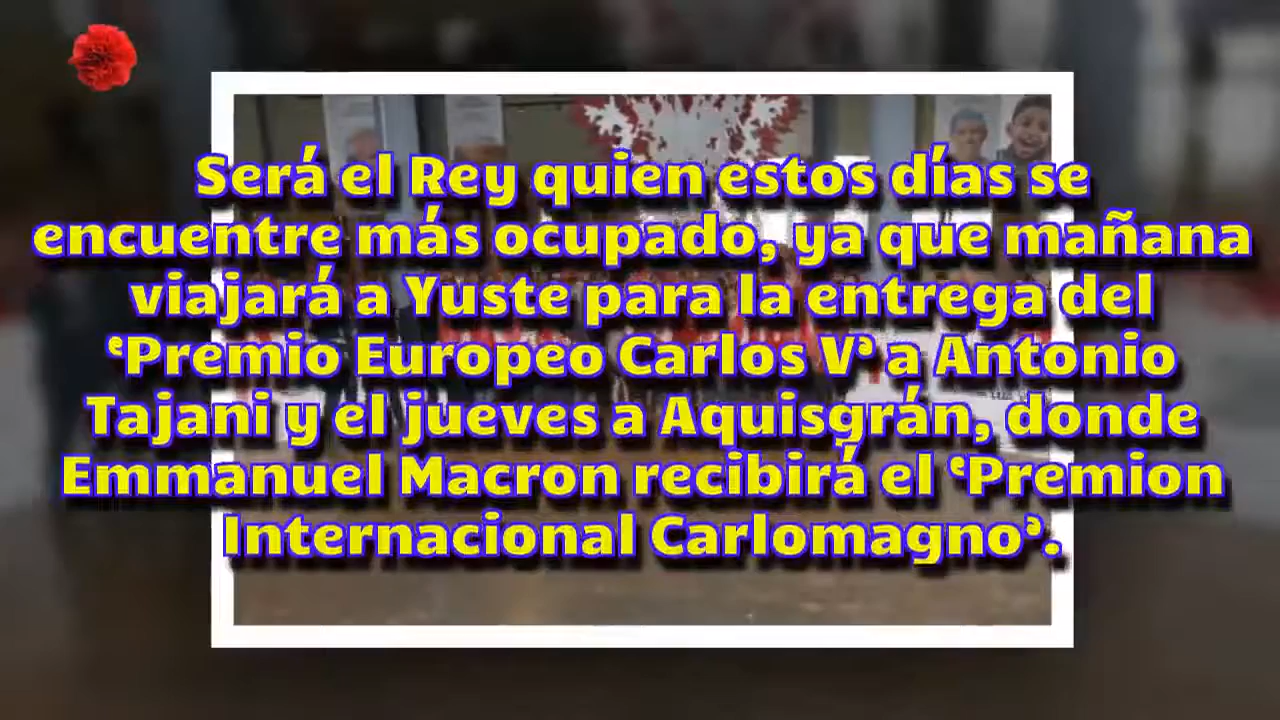 Será el Rey quien estos días se
encuentre más ocupado, ya que mañana
viajará a Yuste para la entrega del
‘Premio Europeo Carlos V’ a Antonio
Tajani y el jueves a Aquisgrán, donde
Emmanuel Macron recibirá el ‘Premion
Internacional Carlomagno’.